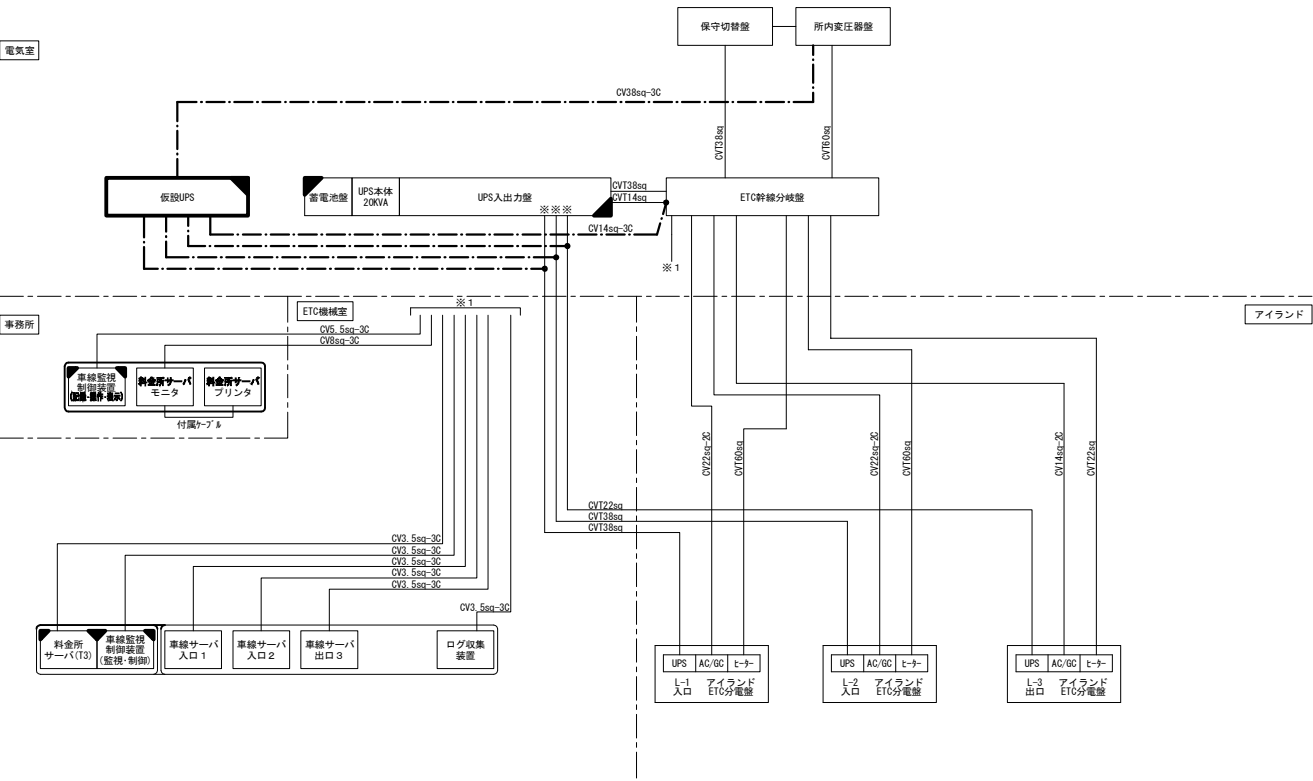 保守切替盤
所内変圧器盤
電気室
CV38sq-3C
CVT38sq
CVT60sq
仮設UPS
蓄電池盤
UPS本体
20KVA
UPS入出力盤
※※※
CVT38sq
CVT14sq
ETC幹線分岐盤
CV14sq-3C
※1
事務所
ETC機械室
※1
アイランド
CV5.5sq-3C
CV8sq-3C
車線監視
制御装置
(記録・操作・表示)
料金所サーバ
モニタ
料金所サーバ
プリンタ
付属ケーブル
CV22sq-2C
CVT60sq
CV22sq-2C
CVT60sq
CV14sq-2C
CVT22sq
CVT22sq
CVT38sq
CVT38sq
CV3.5sq-3C
CV3.5sq-3C
CV3.5sq-3C
CV3.5sq-3C
CV3.5sq-3C
CV3.5sq-3C
料金所
サーバ(T3)
車線監視
制御装置
(監視・制御)
車線サーバ
入口1
車線サーバ
入口2
車線サーバ
出口3
ログ収集
装置
UPS AC/GC ヒーター
L-1 アイランド
入口 ETC分電盤
UPS AC/GC ヒーター
L-2 アイランド
入口 ETC分電盤
UPS AC/GC ヒーター
L-3 アイランド
出口 ETC分電盤